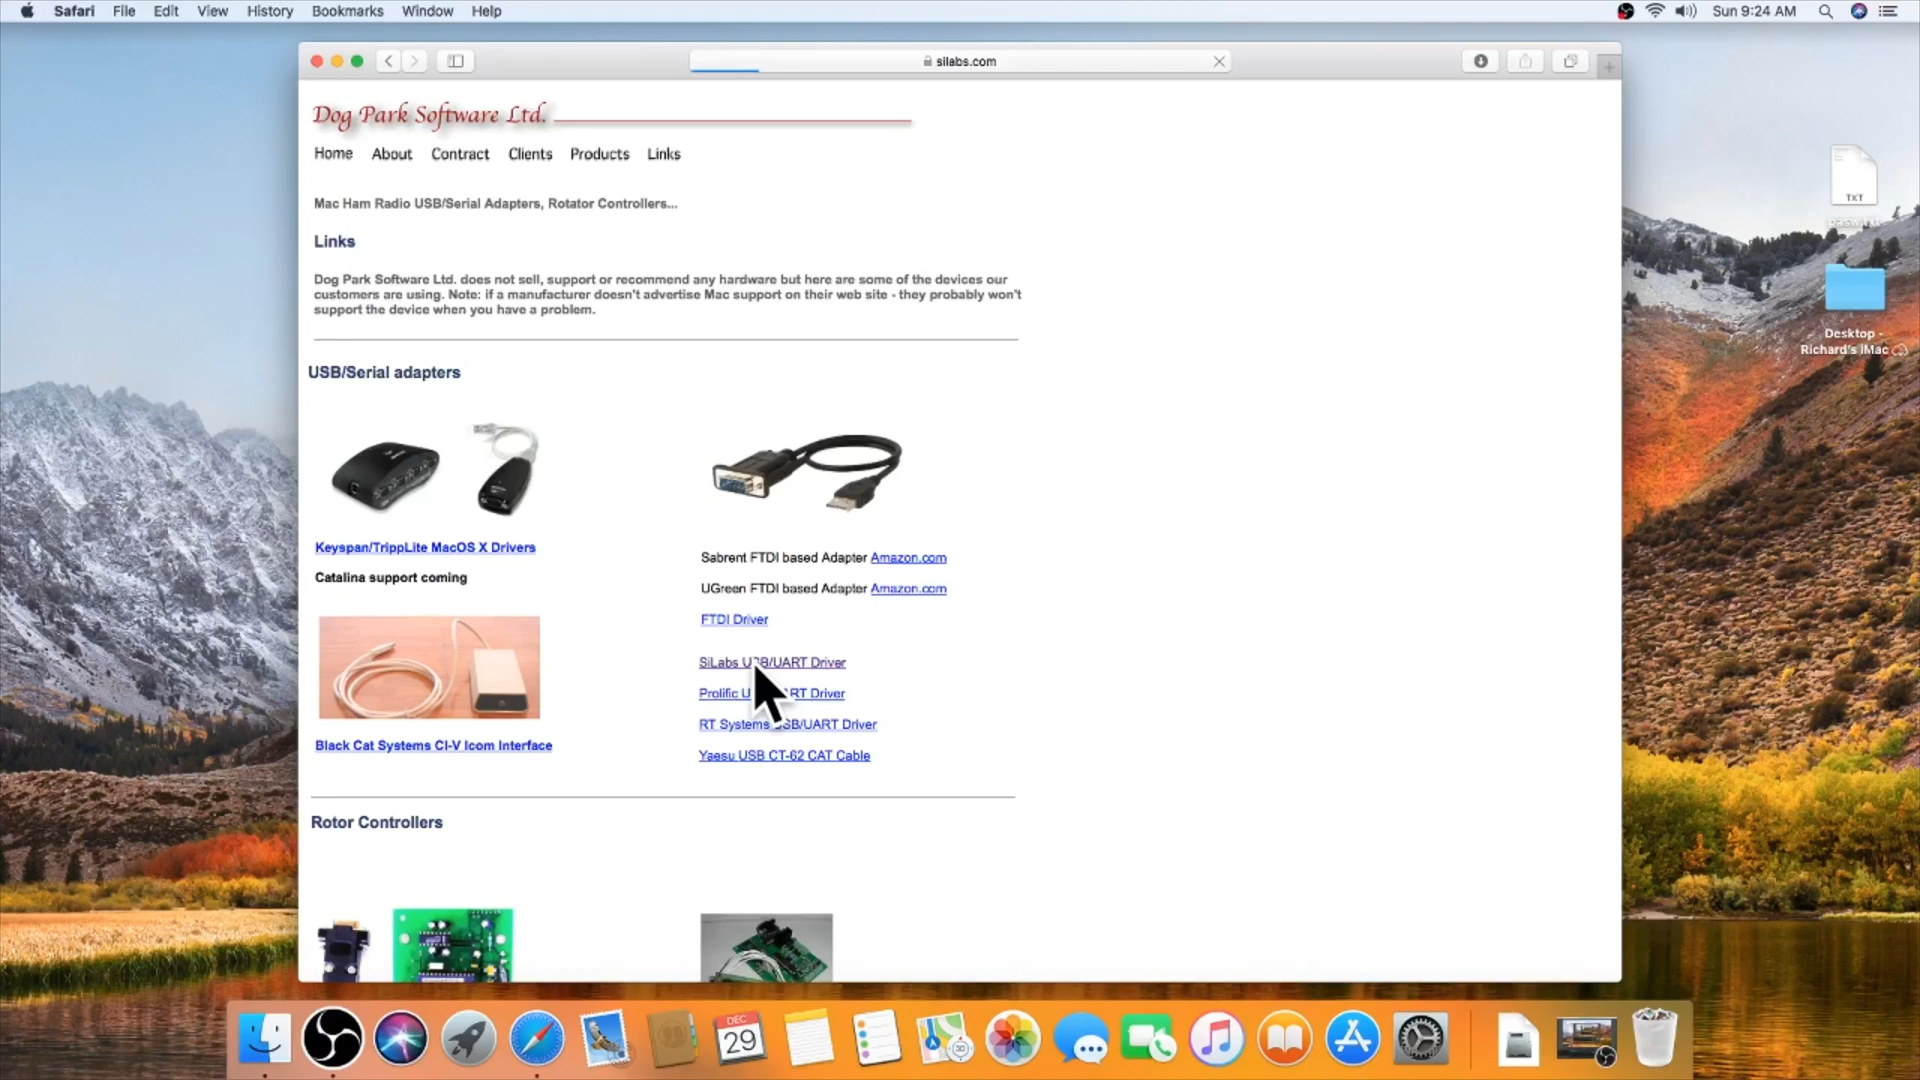 Safari File Edit View History Bookmarks Window Help
Sun 9:24 AM
silabs.com
Dog Park Software Ltd.
Home About Contract Clients Products Links
Mac Ham Radio USB/Serial Adapters, Rotator Controllers...
Links
Dog Park Software Ltd. does not sell, support or recommend any hardware but here are some of the devices our
customers are using. Note: if a manufacturer doesn't advertise Mac support on their web site - they probably won't
support the device when you have a problem.
USB/Serial adapters
Keyspan/TrippLite MacOS X Drivers
Catalina support coming
Black Cat Systems CI-V Icom Interface
Sabrent FTDI based Adapter Amazon.com
UGreen FTDI based Adapter Amazon.com
FTDI Driver
SiLabs USB/UART Driver
Prolific USB/UART Driver
RT Systems USB/UART Driver
Yaesu USB CT-62 CAT Cable
Rotor Controllers
TXT
Desktop -
Richard's iMac
DEC
29